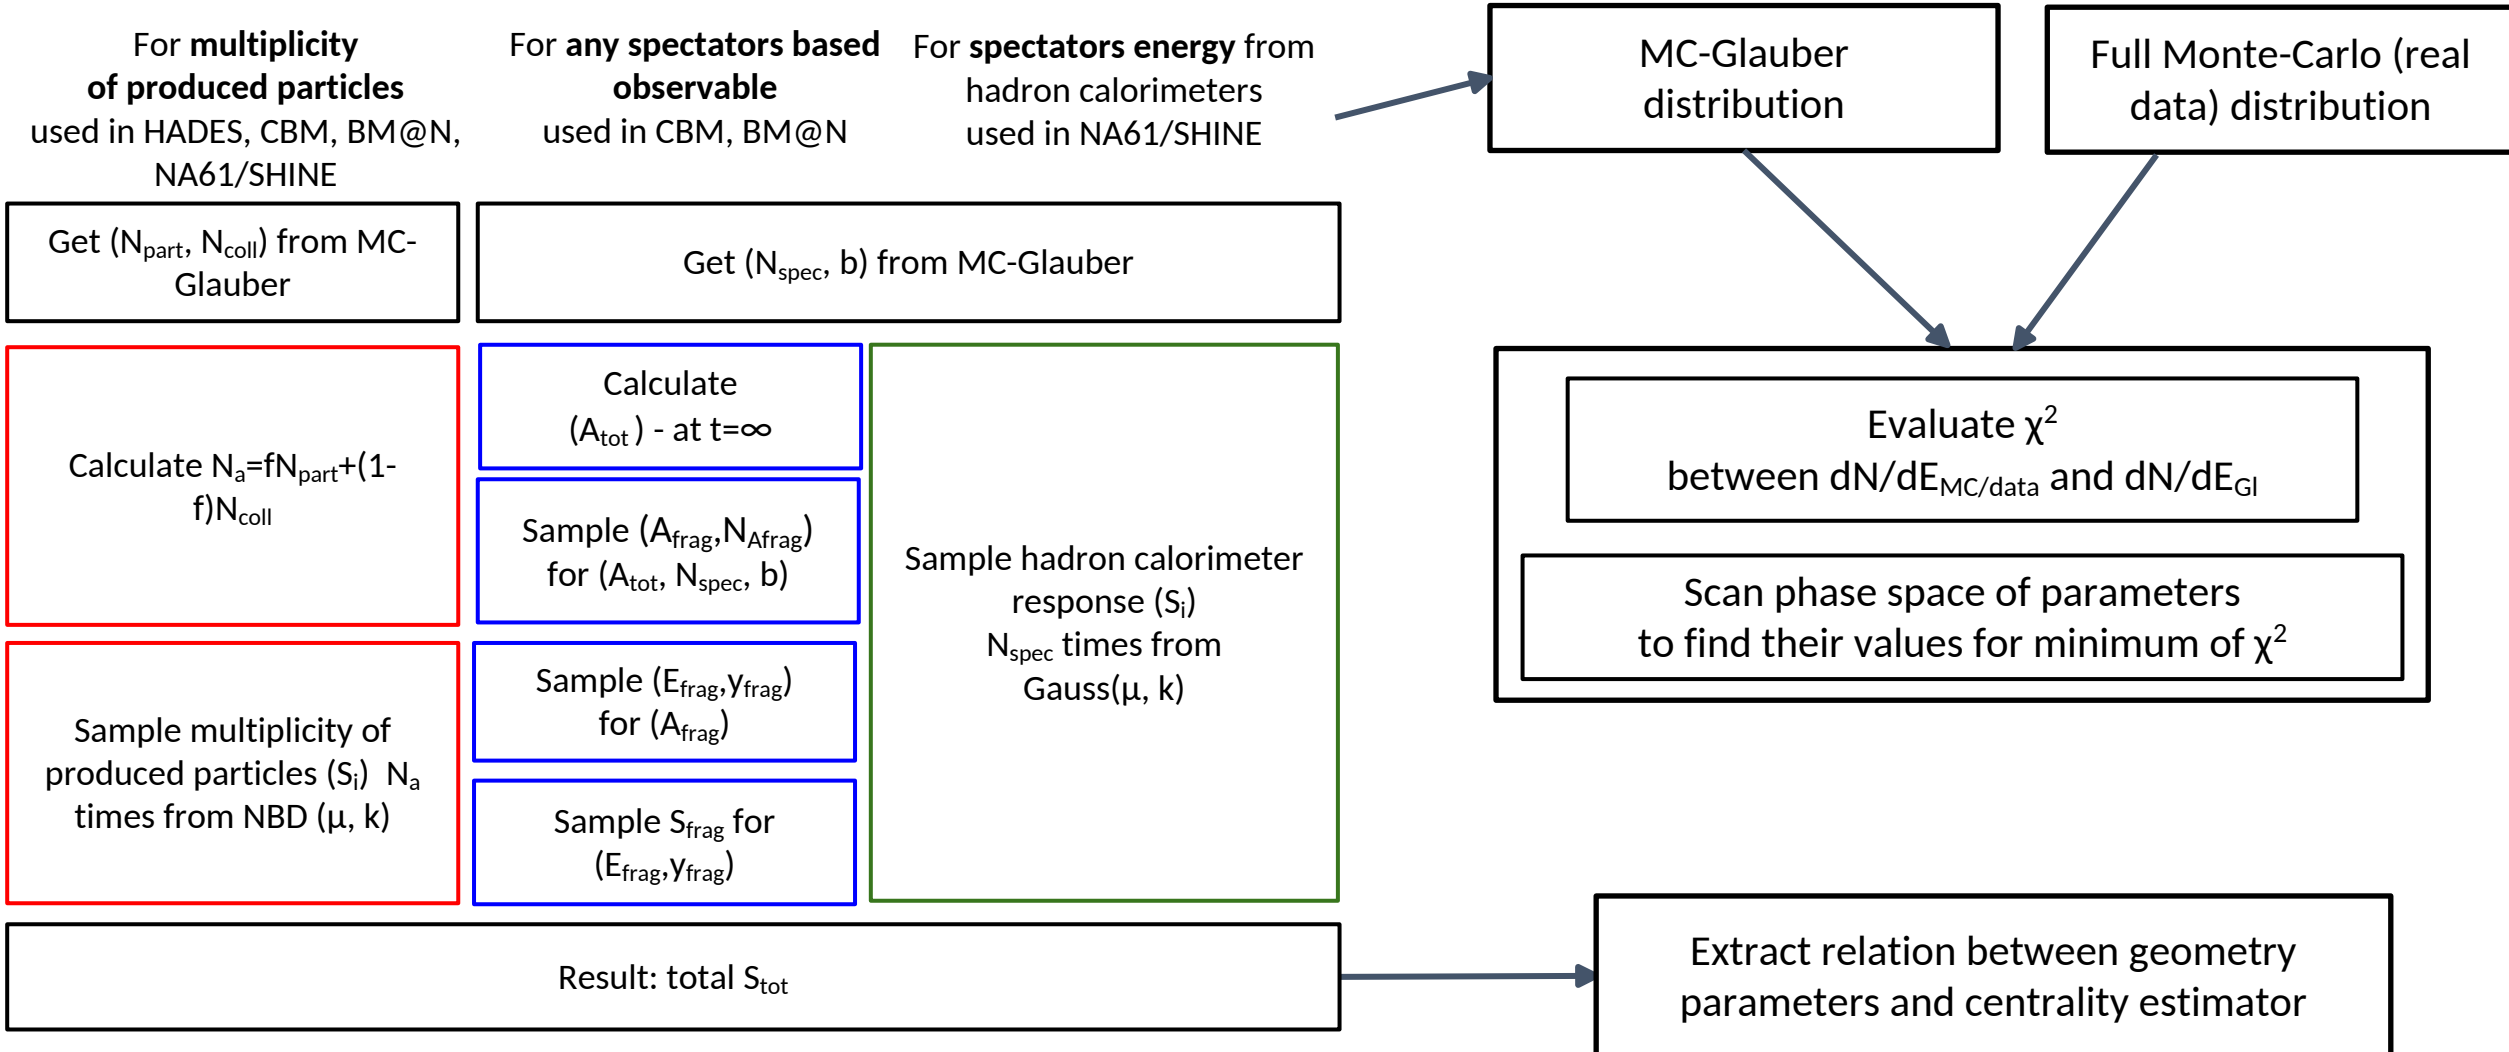 For multiplicity
of produced particles
used in HADES, CBM, BM@N,
NA61/SHINE
For any spectators based
observable
used in CBM, BM@N
For spectators energy from
hadron calorimeters
used in NA61/SHINE
MC-Glauber
distribution
Full Monte-Carlo (real
data) distribution
Get (Npart, Ncoll) from MC-
Glauber
Get (Nspec, b) from MC-Glauber
Calculate Na=fNpart+(1-
f)Ncoll
Sample multiplicity of
produced particles (Si) Na
times from NBD (μ, k)
Calculate
(Atot ) - at t=∞
Sample (Afrag,NAfrag)
for (Atot, Nspec, b)
Sample (Efrag,yfrag)
for (Afrag)
Sample Sfrag for
(Efrag,yfrag)
Sample hadron calorimeter
response (Si)
Nspec times from
Gauss(μ, k)
Evaluate χ²
between dN/dEMC/data and dN/dEGl
Scan phase space of parameters
to find their values for minimum of χ²
Result: total Stot
Extract relation between geometry
parameters and centrality estimator